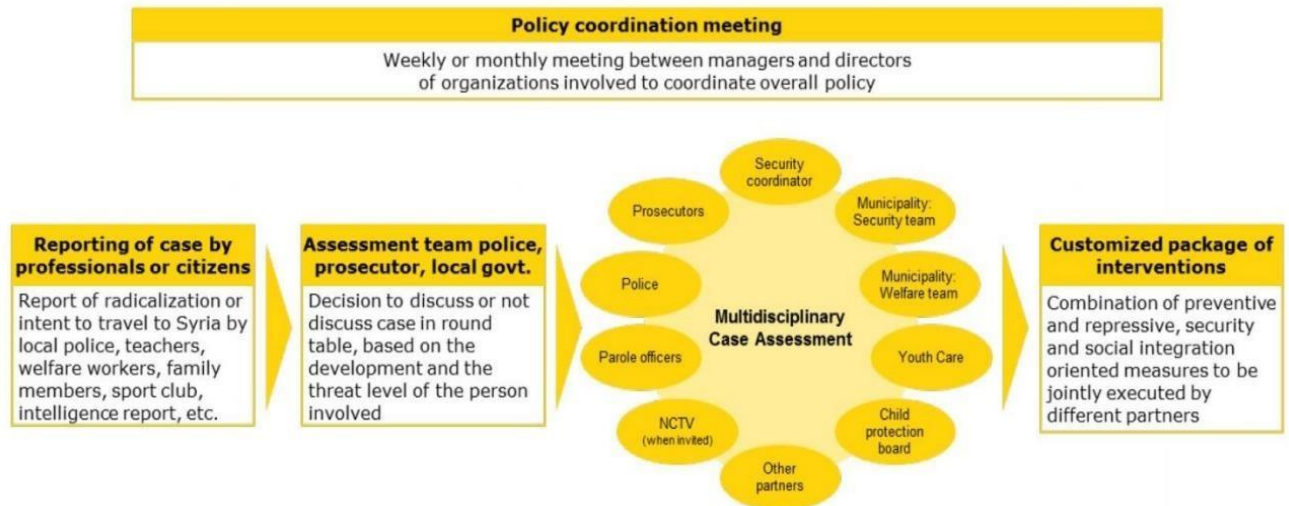 Policy coordination meeting
Weekly or monthly meeting between managers and directors
of organizations involved to coordinate overall policy
Reporting of case by
professionals or citizens
Report of radicalization or
intent to travel to Syria by
local police, teachers,
welfare workers, family
members, sport club,
intelligence report, etc.
Assessment team police,
prosecutor, local govt.
Decision to discuss or not
discuss case in round
table, based on the
development and the
threat level of the person
involved
Multidisciplinary
Case Assessment
Security
coordinator
Municipality:
Security team
Municipality:
Welfare team
Youth Care
Child
protection
board
Other
partners
NCTV
(when invited)
Parole officers
Police
Prosecutors
Customized package of
interventions
Combination of preventive
and repressive, security
and social integration
oriented measures to be
jointly executed by
different partners